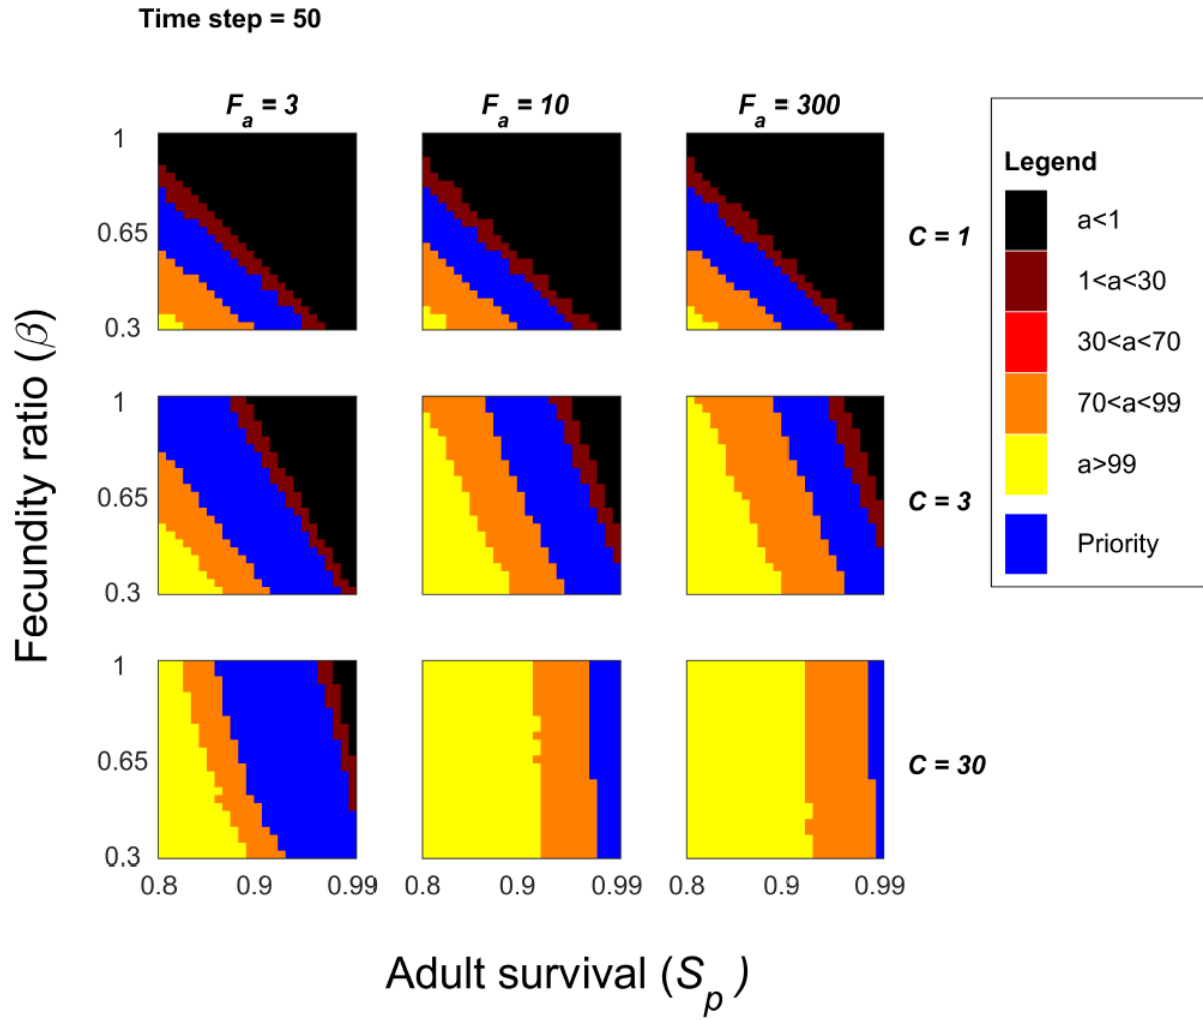 Time step = 50
F_a = 3
F_a = 10
F_a = 300
1
0.65
0.3
C = 1
1
0.65
0.3
C = 3
1
0.65
0.3
C = 30
0.8
0.9
0.99
0.8
0.9
0.99
0.8
0.9
0.99
Fecundity ratio (β)
Adult survival (S_p)
Legend
a<1
1<a<30
30<a<70
70<a<99
a>99
Priority